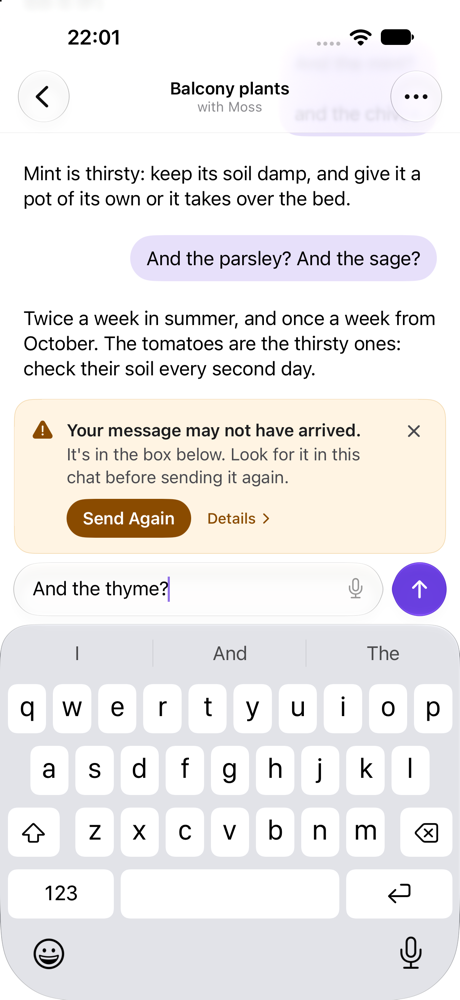 22:01
Balcony plants
with Moss
and the chiv
Mint is thirsty: keep its soil damp, and give it a
pot of its own or it takes over the bed.
And the parsley? And the sage?
Twice a week in summer, and once a week from
October. The tomatoes are the thirsty ones:
check their soil every second day.
Your message may not have arrived.
It's in the box below. Look for it in this
chat before sending it again.
Send Again
Details
And the thyme?
I And The
q w e r t y u i o p
a s d f g h j k l
z x c v b n m
123